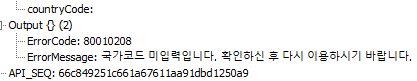 countryCode:
Output {} (2)
ErrorCode: 80010208
ErrorMessage: 국가코드 미입력입니다. 확인하신 후 다시 이용하시기 바랍니다.
API_SEQ: 66c849251c661a67611aa91dbd1250a9